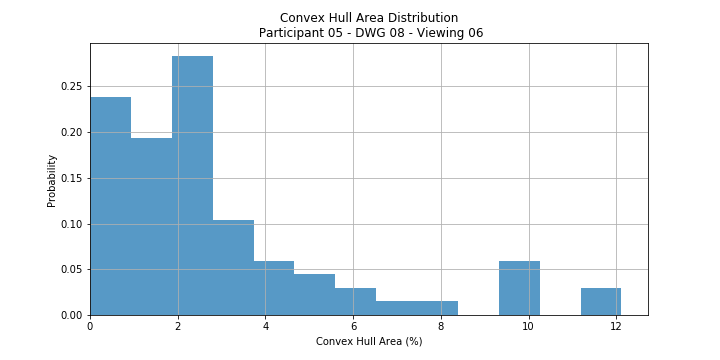 Convex Hull Area Distribution
Participant 05 - DWG 08 - Viewing 06
Probability
0.25
0.20
0.15
0.10
0.05
0.00
0 2 4 6 8 10 12
Convex Hull Area (%)